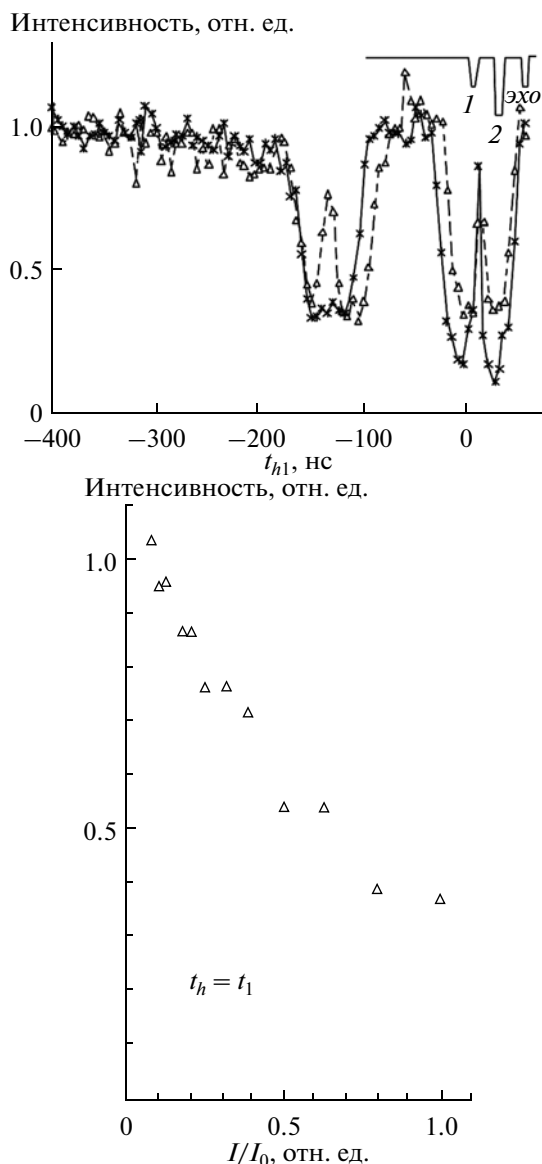 Интенсивность, отн. ед.
1
2
эхо
1.0
0.5
0
−400
−300
−200
−100
0
t_{h1}, нс
Интенсивность, отн. ед.
1.0
0.5
t_h = t_1
0
0.5
1.0
I/I_0, отн. ед.